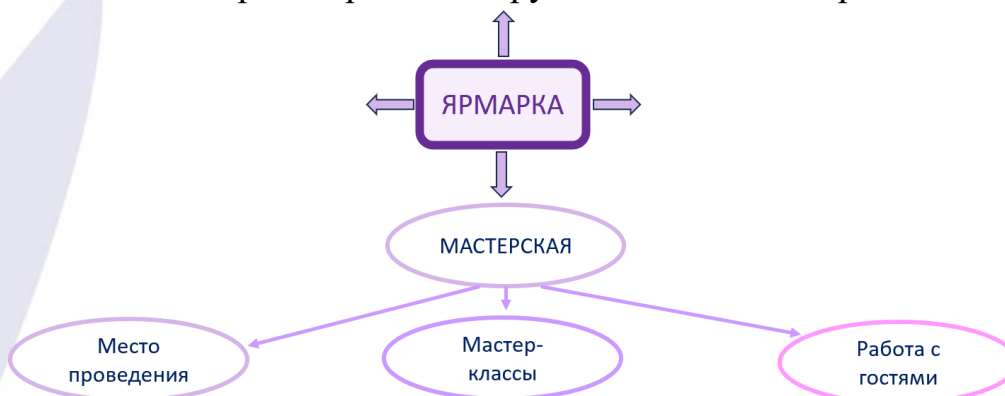 ЯРМАРКА
МАСТЕРСКАЯ
Место
проведения
Мастер-
классы
Работа с
гостями